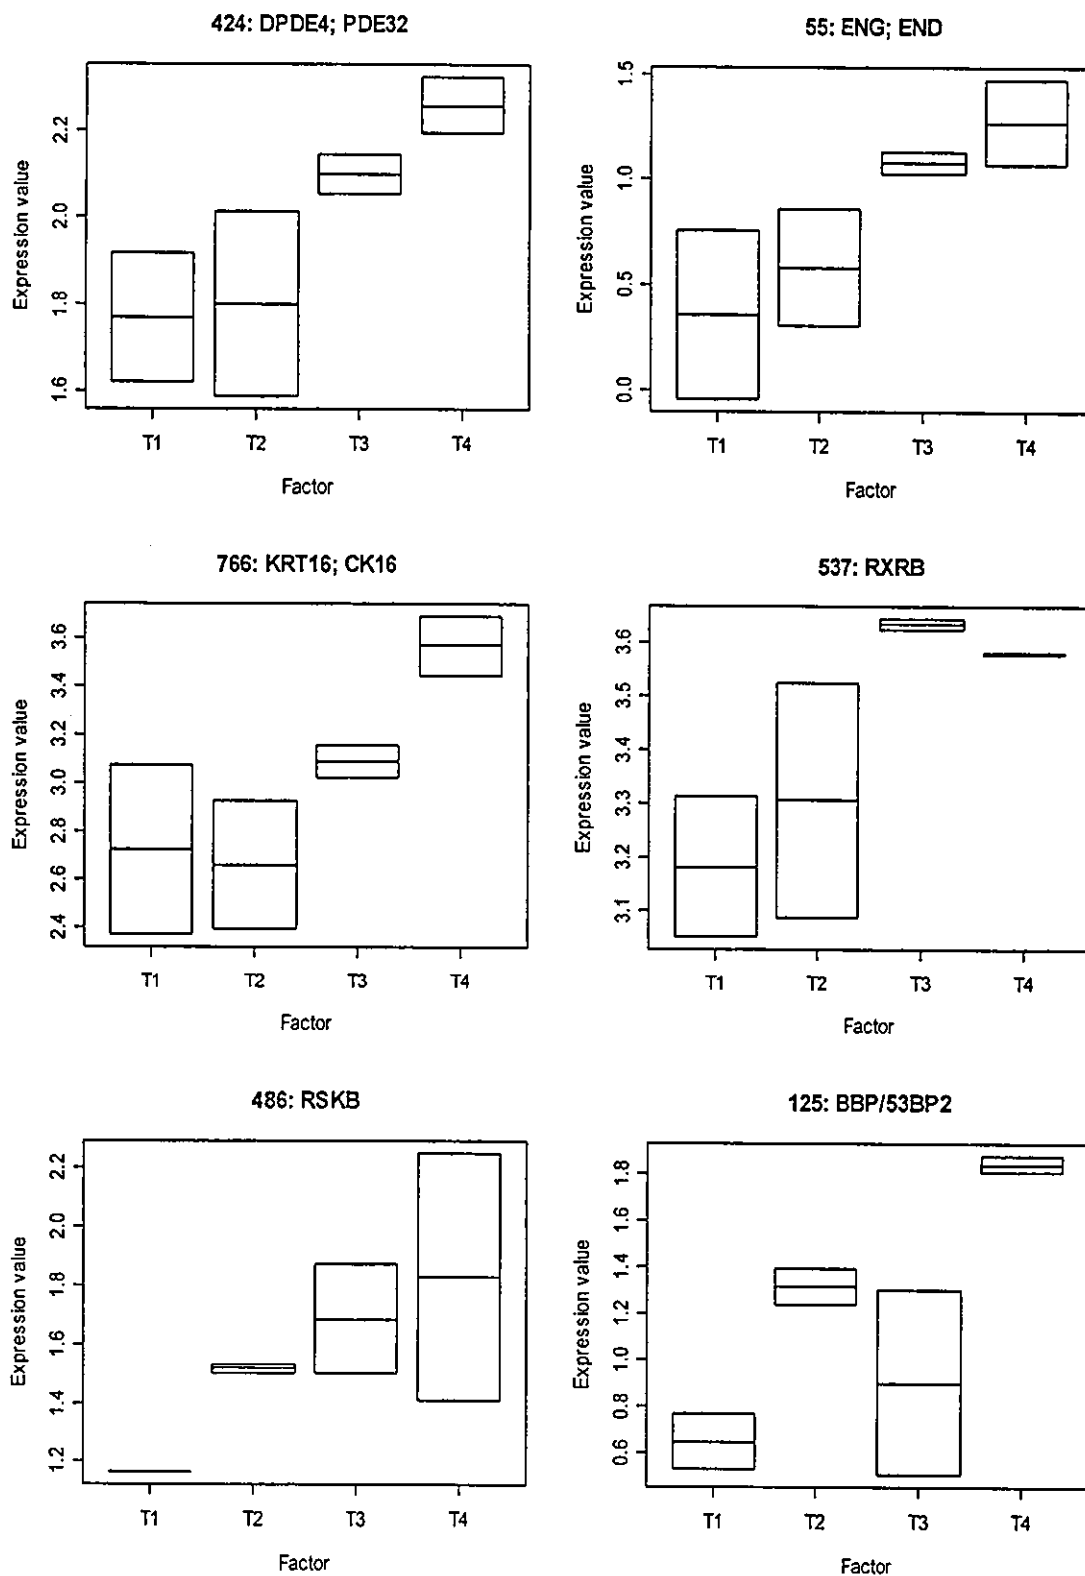 424: DPDE4; PDE32
Expression value
2.2
2.0
1.8
1.6
T1 T2 T3 T4
Factor
55: ENG; END
Expression value
1.5
1.0
0.5
0.0
T1 T2 T3 T4
Factor
766: KRT16; CK16
Expression value
3.6
3.4
3.2
3.0
2.8
2.6
2.4
T1 T2 T3 T4
Factor
537: RXRB
Expression value
3.6
3.5
3.4
3.3
3.2
3.1
T1 T2 T3 T4
Factor
486: RSKB
Expression value
2.2
2.0
1.8
1.6
1.4
1.2
T1 T2 T3 T4
Factor
125: BBP/53BP2
Expression value
1.8
1.6
1.4
1.2
1.0
0.8
0.6
T1 T2 T3 T4
Factor